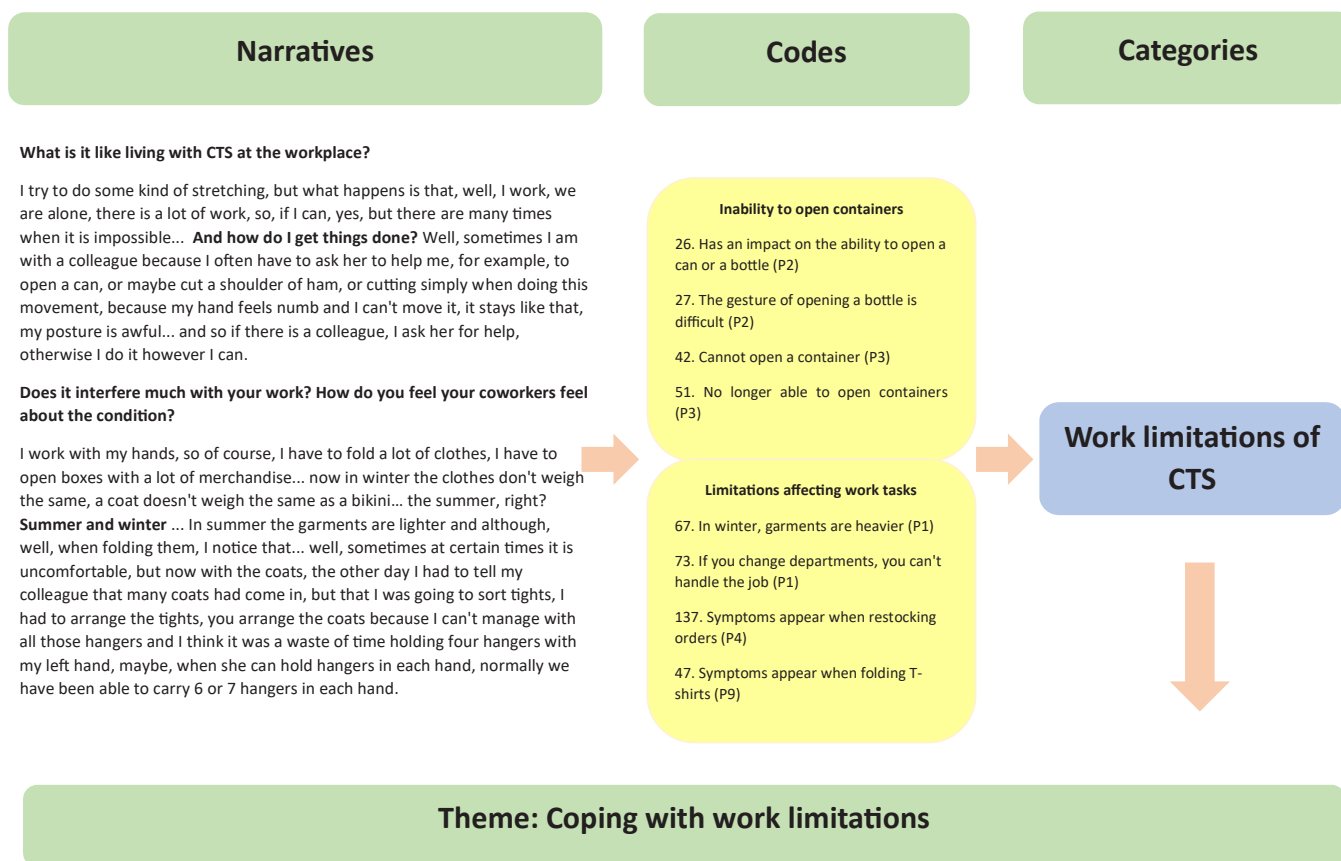 Narratives
Codes
Categories
What is it like living with CTS at the workplace?
I try to do some kind of stretching, but what happens is that, well, I work, we
are alone, there is a lot of work, so, if I can, yes, but there are many times
when it is impossible... And how do I get things done? Well, sometimes I am
with a colleague because I often have to ask her to help me, for example, to
open a can, or maybe cut a shoulder of ham, or cutting simply when doing this
movement, because my hand feels numb and I can't move it, it stays like that,
my posture is awful... and so if there is a colleague, I ask her for help,
otherwise I do it however I can.
Does it interfere much with your work? How do you feel your coworkers feel
about the condition?
I work with my hands, so of course, I have to fold a lot of clothes, I have to
open boxes with a lot of merchandise... now in winter the clothes don't weigh
the same, a coat doesn't weigh the same as a bikini… the summer, right?
Summer and winter ... In summer the garments are lighter and although,
well, when folding them, I notice that... well, sometimes at certain times it is
uncomfortable, but now with the coats, the other day I had to tell my
colleague that many coats had come in, but that I was going to sort tights, I
had to arrange the tights, you arrange the coats because I can't manage with
all those hangers and I think it was a waste of time holding four hangers with
my left hand, maybe, when she can hold hangers in each hand, normally we
have been able to carry 6 or 7 hangers in each hand.
Inability to open containers
26. Has an impact on the ability to open a
can or a bottle (P2)
27. The gesture of opening a bottle is
difficult (P2)
42. Cannot open a container (P3)
51. No longer able to open containers
(P3)
Limitations affecting work tasks
67. In winter, garments are heavier (P1)
73. If you change departments, you can't
handle the job (P1)
137. Symptoms appear when restocking
orders (P4)
47. Symptoms appear when folding T-
shirts (P9)
Work limitations of
CTS
Theme: Coping with work limitations